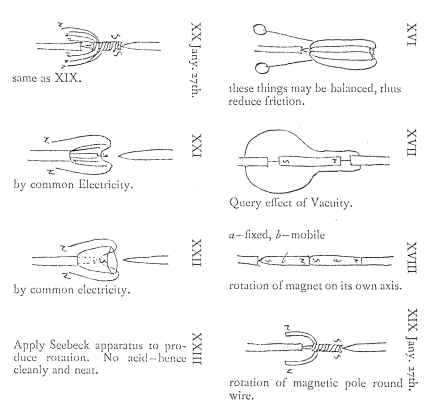 XVI
these things may be balanced, thus
reduce friction.
XVII
Query effect of Vacuity.
a—fixed, b—mobile
XVIII
rotation of magnet on its own axis.
XIX Jany. 27th.
rotation of magnetic pole round
wire.
XX Jany. 27th.
same as XIX.
XXI
by common Electricity.
XXII
by common electricity.
XXIII
Apply Seebeck apparatus to pro-
duce rotation. No acid—hence
cleanly and neat.